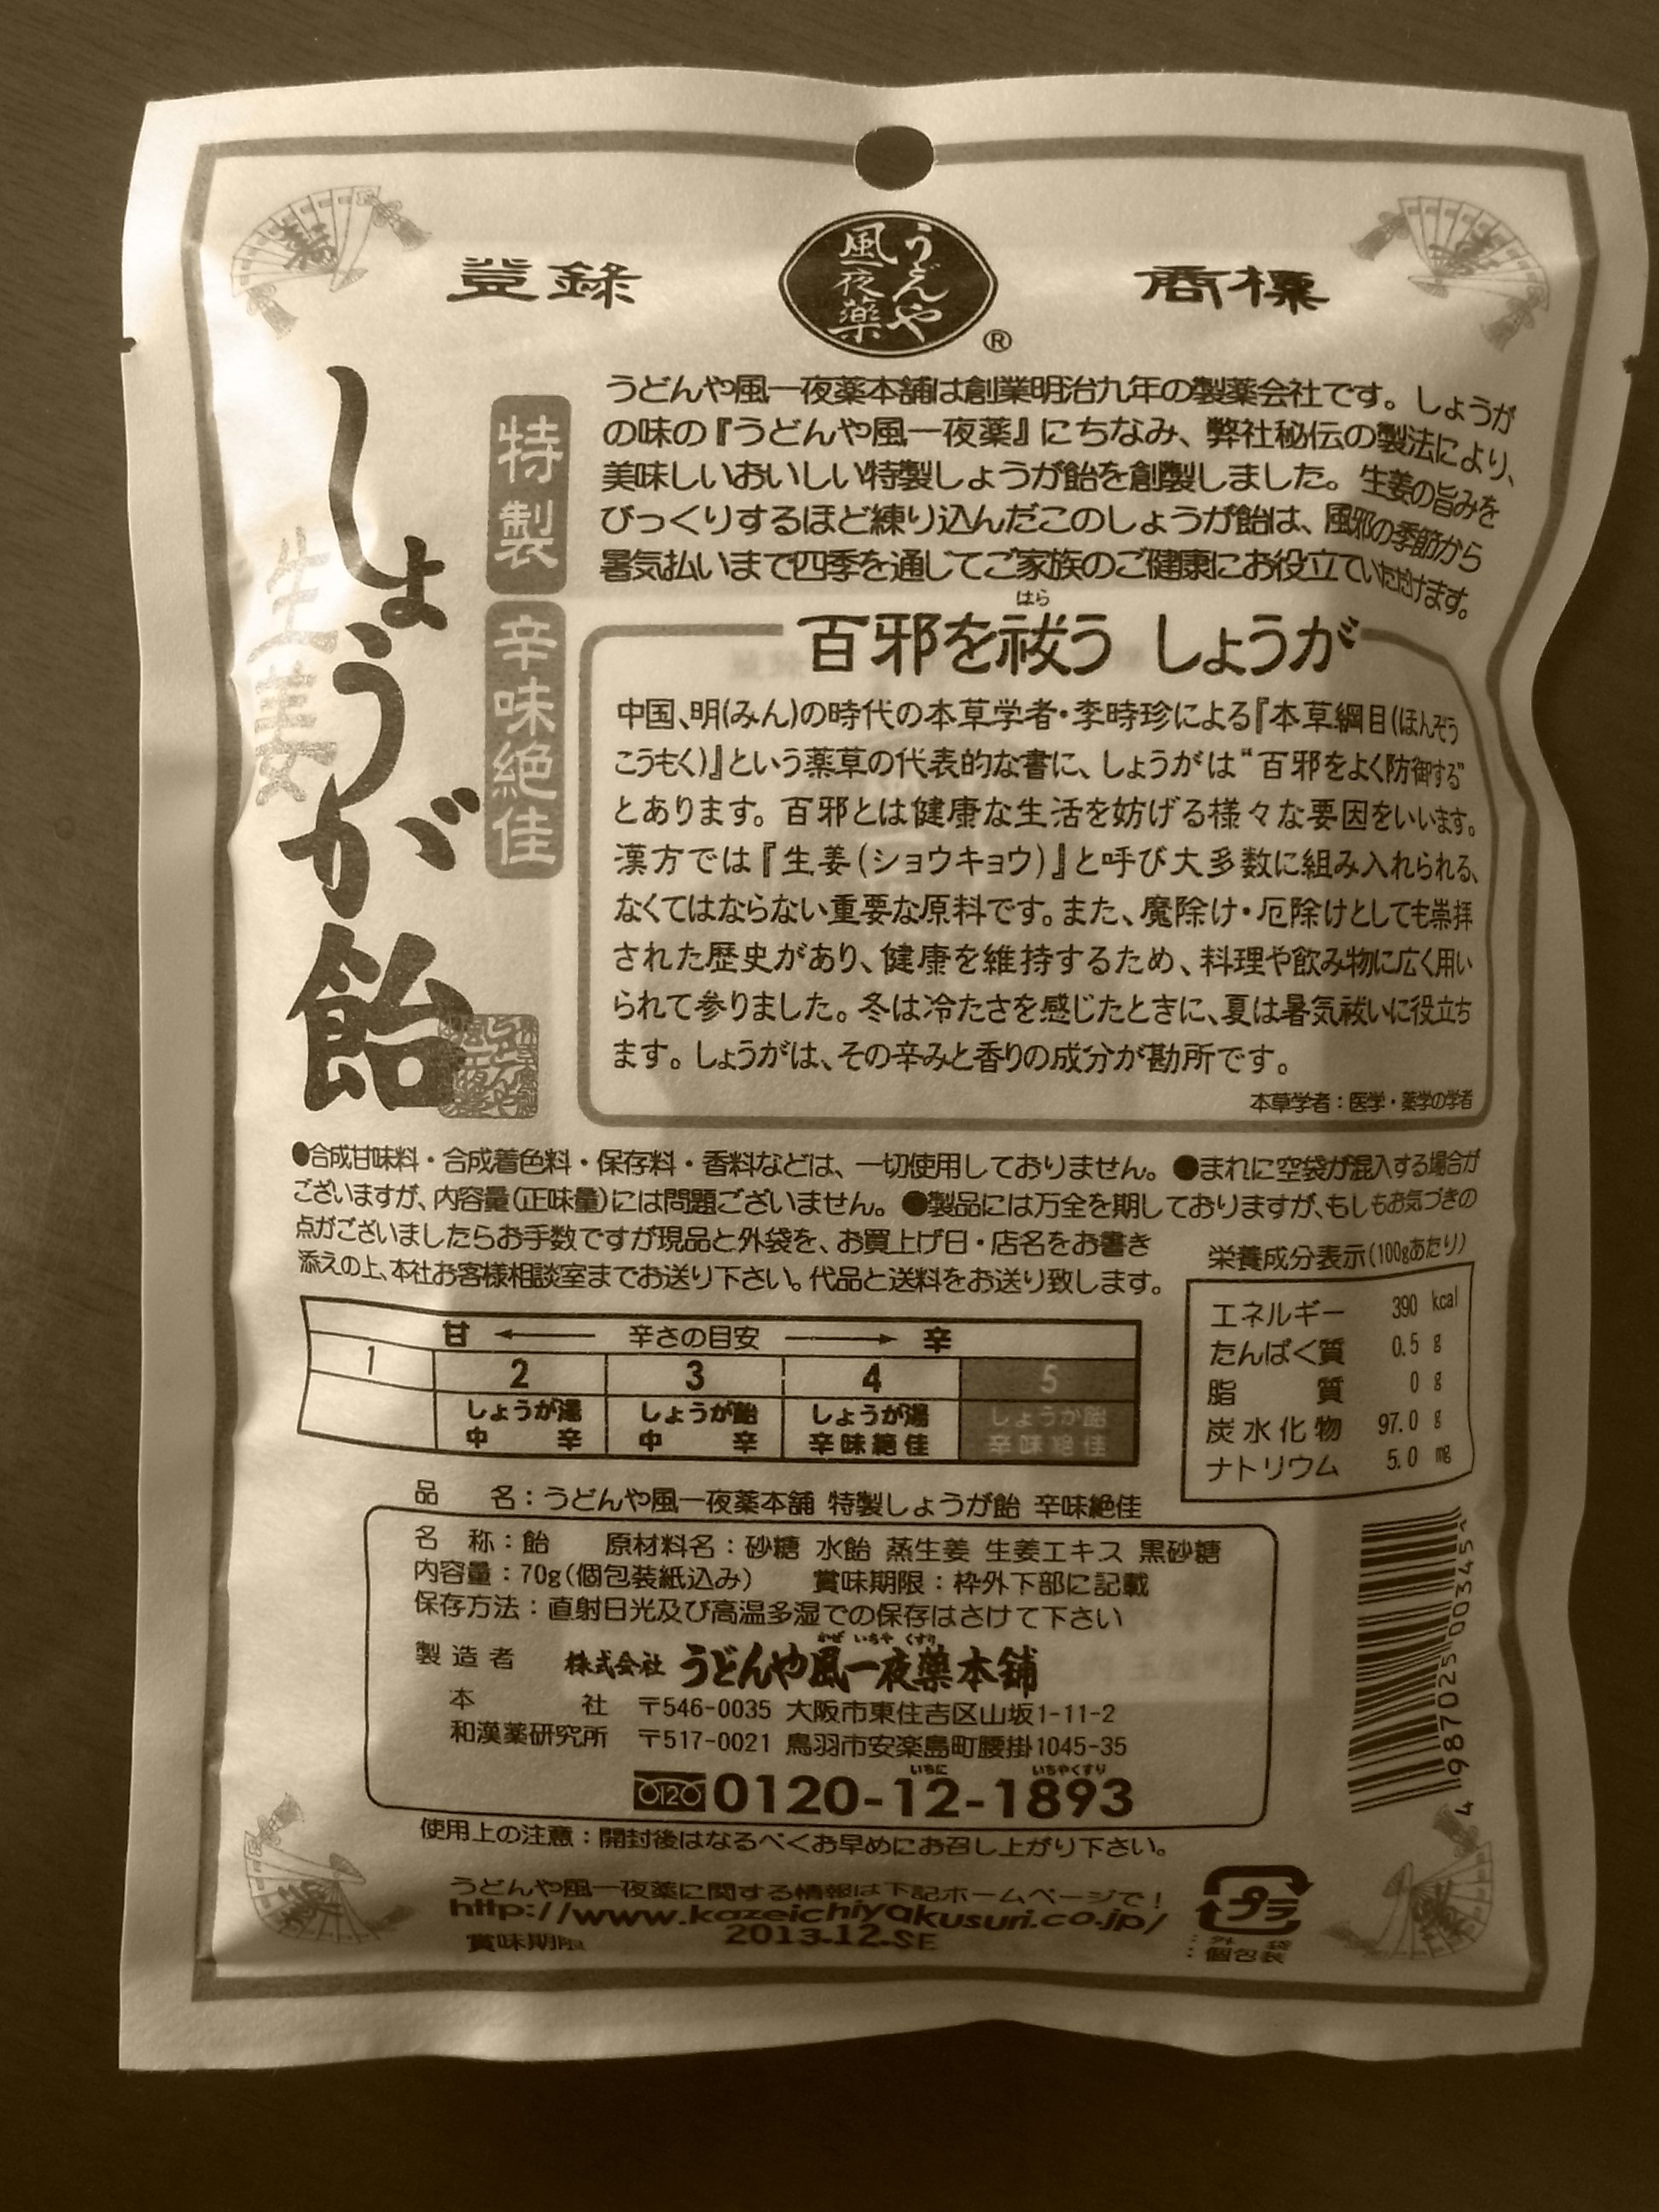 登録
うどんや
風一夜薬
®
商標
しょうが飴
生姜
特製
辛味絶佳
うどんや風一夜薬本舗は創業明治九年の製薬会社です。しょうが
の味の『うどんや風一夜薬』にちなみ、弊社秘伝の製法により、
美味しいおいしい特製しょうが飴を創製しました。生姜の旨みを
びっくりするほど練り込んだこのしょうが飴は、風邪の季節から
暑気払いまで四季を通してご家族のご健康にお役立ていただけます。
はら
百邪を祓う しょうが
中国、明(みん)の時代の本草学者・李時珍による『本草綱目(ほんぞう
こうもく)』という薬草の代表的な書に、しょうがは“百邪をよく防御する”
とあります。百邪とは健康な生活を妨げる様々な要因をいいます。
漢方では『生姜(ショウキョウ)』と呼び大多数に組み入れられる、
なくてはならない重要な原料です。また、魔除け・厄除けとしても崇拝
された歴史があり、健康を維持するため、料理や飲み物に広く用い
られて参りました。冬は冷たさを感じたときに、夏は暑気祓いに役立ち
ます。しょうがは、その辛みと香りの成分が勘所です。
本草学者：医学・薬学の学者
●合成甘味料・合成着色料・保存料・香料などは、一切使用しておりません。●まれに空袋が混入する場合が
ございますが、内容量(正味量)には問題ございません。●製品には万全を期しておりますが、もしもお気づきの
点がございましたらお手数ですが現品と外袋を、お買上げ日・店名をお書き
添えの上、本社お客様相談室までお送り下さい。代品と送料をお送り致します。
甘 ← 辛さの目安 → 辛
1 2 3 4 5
しょうが湯 しょうが飴 しょうが湯 しょうが飴
中辛 中辛 辛味絶佳 辛味絶佳
栄養成分表示(100gあたり)
エネルギー 390 kcal
たんぱく質 0.5 g
脂質 0 g
炭水化物 97.0 g
ナトリウム 5.0 mg
品名：うどんや風一夜薬本舗 特製しょうが飴 辛味絶佳
名称：飴 原材料名：砂糖 水飴 蒸生姜 生姜エキス 黒砂糖
内容量：70g(個包装紙込み) 賞味期限：枠外下部に記載
保存方法：直射日光及び高温多湿での保存はさけて下さい
かぜ いちや くすり
製造者 株式会社 うどんや風一夜薬本舗
本社 〒546-0035 大阪市東住吉区山坂1-11-2
和漢薬研究所 〒517-0021 鳥羽市安楽島町腰掛1045-35
いちに いちやくすり
0120 0120-12-1893
使用上の注意：開封後はなるべくお早めにお召し上がり下さい。
うどんや風一夜薬に関する情報は下記ホームページで！
http://www.kazeichiyakusuri.co.jp/
賞味期限 2013.12.SE
プラ
：外袋
：個包装
4 987025 003451